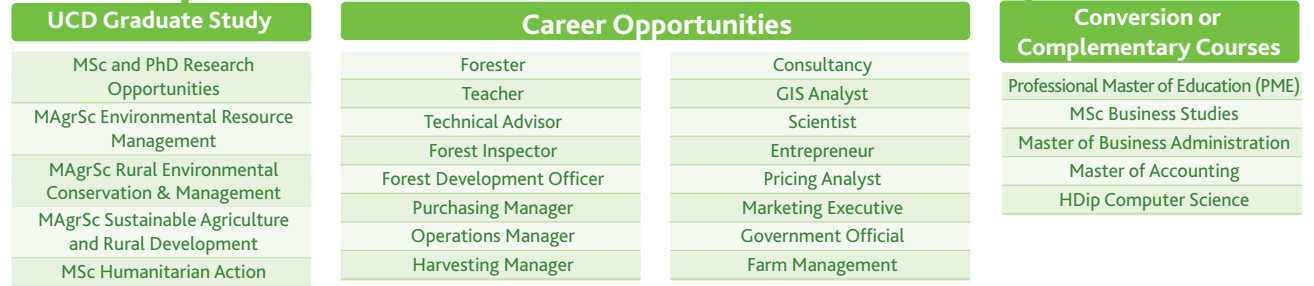 UCD Graduate Study
MSc and PhD Research
Opportunities
MAgrSc Environmental Resource
Management
MAgrSc Rural Environmental
Conservation & Management
MAgrSc Sustainable Agriculture
and Rural Development
MSc Humanitarian Action
Career Opportunities
Forester
Teacher
Technical Advisor
Forest Inspector
Forest Development Officer
Purchasing Manager
Operations Manager
Harvesting Manager
Consultancy
GIS Analyst
Scientist
Entrepreneur
Pricing Analyst
Marketing Executive
Government Official
Farm Management
Conversion or
Complementary Courses
Professional Master of Education (PME)
MSc Business Studies
Master of Business Administration
Master of Accounting
HDip Computer Science